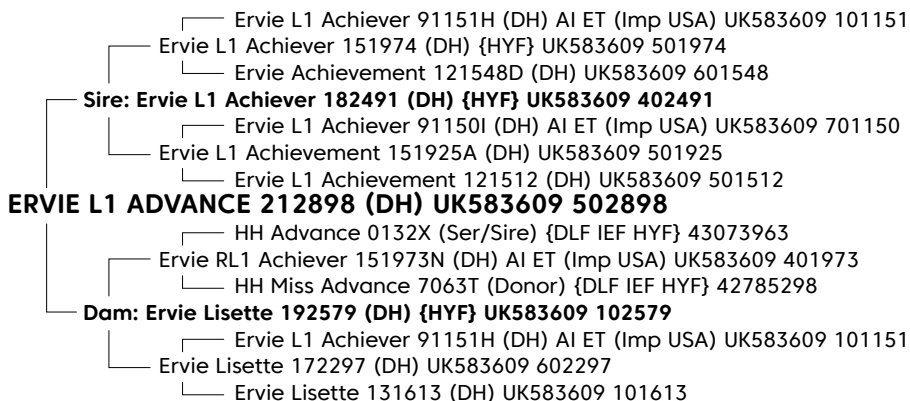 Ervie L1 Achiever 91151H (DH) AI ET (Imp USA) UK583609 101151
Ervie L1 Achiever 151974 (DH) {HYF} UK583609 501974
Ervie Achievement 121548D (DH) UK583609 601548
Sire: Ervie L1 Achiever 182491 (DH) {HYF} UK583609 402491
Ervie L1 Achiever 91150I (DH) AI ET (Imp USA) UK583609 701150
Ervie L1 Achievement 151925A (DH) UK583609 501925
Ervie L1 Achievement 121512 (DH) UK583609 501512
ERVIE L1 ADVANCE 212898 (DH) UK583609 502898
HH Advance 0132X (Ser/Sire) {DLF IEF HYF} 43073963
Ervie RL1 Achiever 151973N (DH) AI ET (Imp USA) UK583609 401973
HH Miss Advance 7063T (Donor) {DLF IEF HYF} 42785298
Dam: Ervie Lisette 192579 (DH) {HYF} UK583609 102579
Ervie L1 Achiever 91151H (DH) AI ET (Imp USA) UK583609 101151
Ervie Lisette 172297 (DH) UK583609 602297
Ervie Lisette 131613 (DH) UK583609 101613